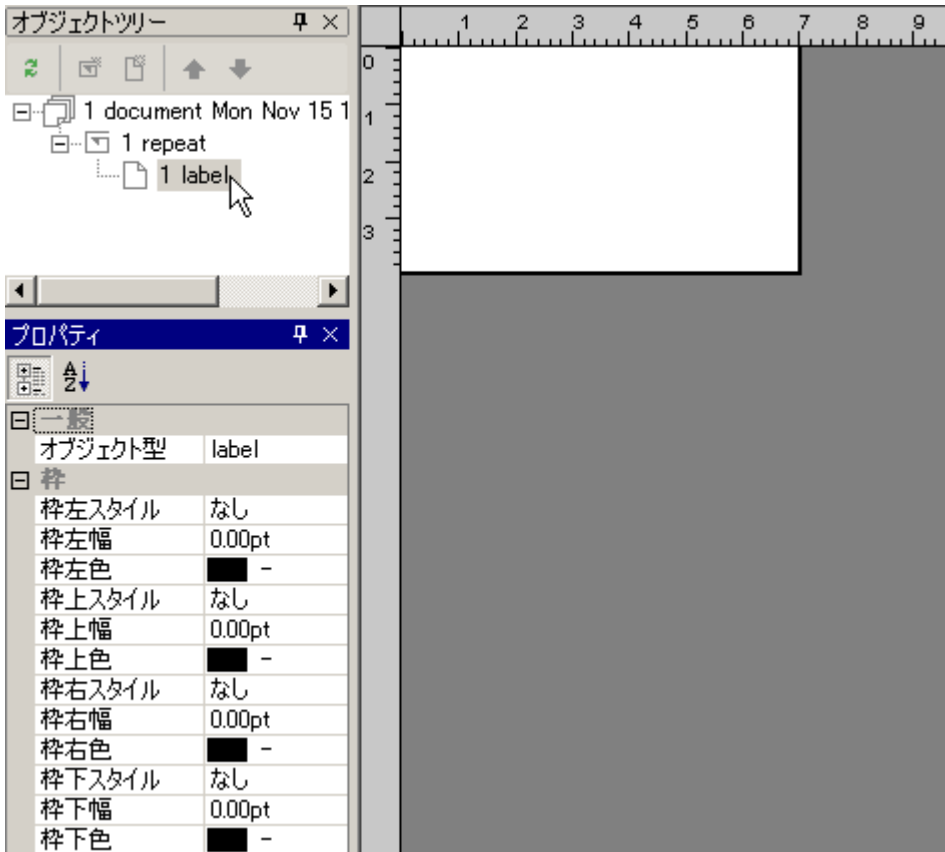 オブジェクトツリー
1 document Mon Nov 15 1
1 repeat
1 label
プロパティ
一般
オブジェクト型 label
枠
枠左スタイル なし
枠左幅 0.00pt
枠左色 -
枠上スタイル なし
枠上幅 0.00pt
枠上色 -
枠右スタイル なし
枠右幅 0.00pt
枠右色 -
枠下スタイル なし
枠下幅 0.00pt
枠下色 -
1 2 3 4 5 6 7 8 9
0
1
2
3